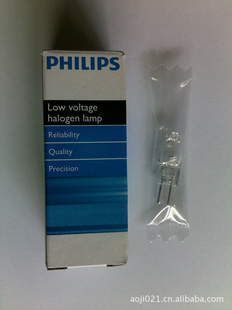 PHILIPS
Low voltage
halogen lamp
Reliability
Quality
Precision
aoji021.cn.alibaba.com